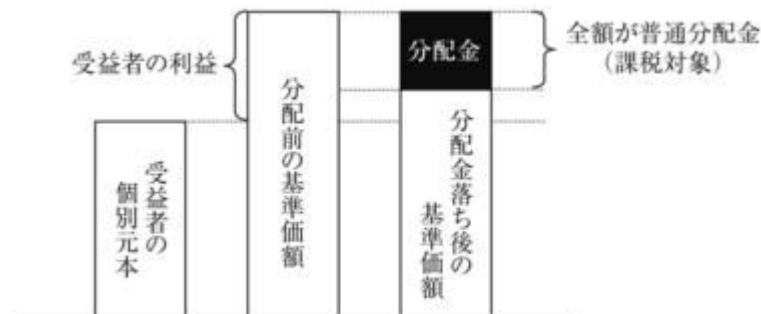 受益者の利益
分配金
全額が普通分配金
(課税対象)
受益者の
個別元本
分配前の基準価額
分配金落ち後の
基準価額